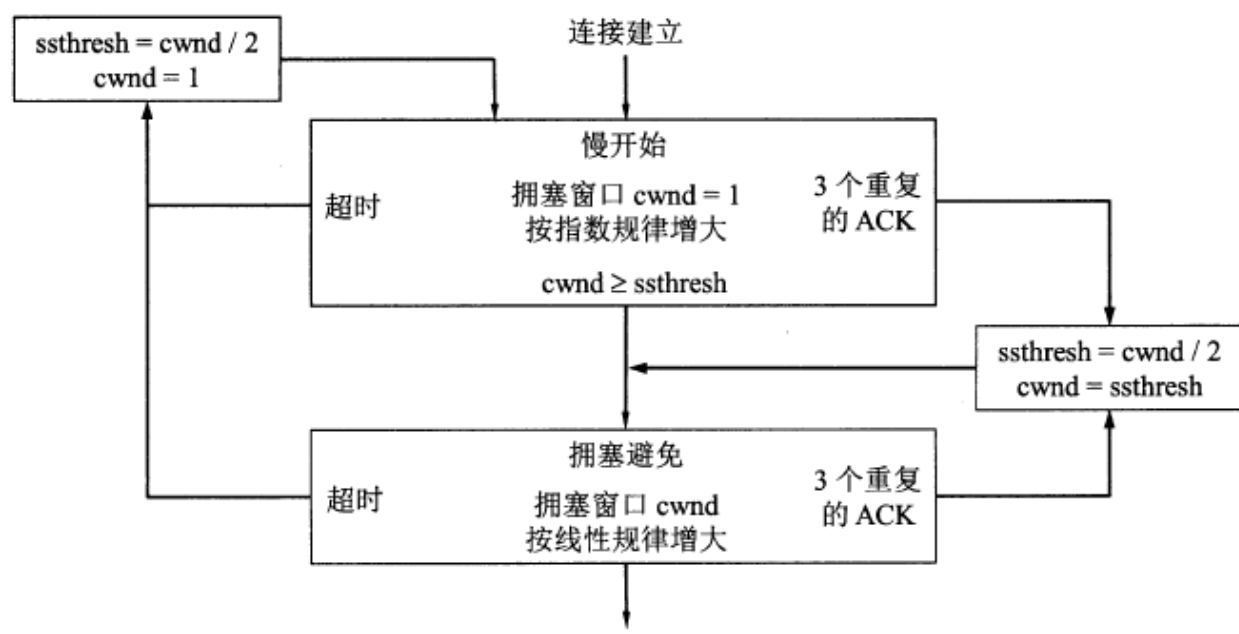 连接建立
ssthresh = cwnd / 2
cwnd = 1
慢开始
超时
拥塞窗口 cwnd = 1
按指数规律增大
3 个重复
的 ACK
cwnd ≥ ssthresh
ssthresh = cwnd / 2
cwnd = ssthresh
拥塞避免
超时
拥塞窗口 cwnd
按线性规律增大
3 个重复
的 ACK